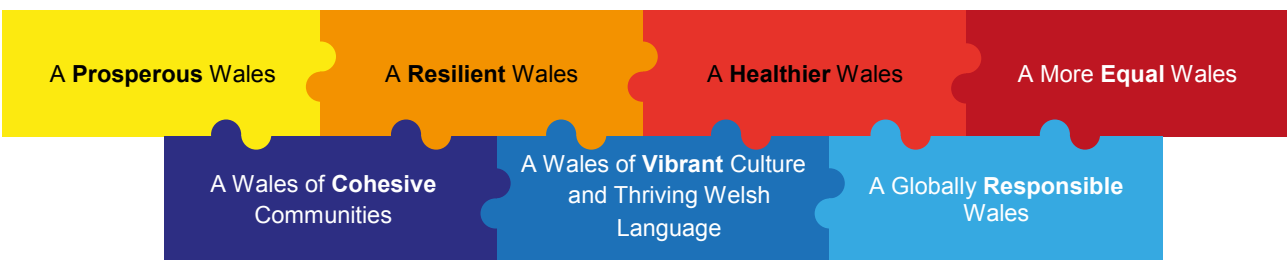 A Prosperous Wales
A Resilient Wales
A Healthier Wales
A More Equal Wales
A Wales of Cohesive
Communities
A Wales of Vibrant Culture
and Thriving Welsh
Language
A Globally Responsible
Wales